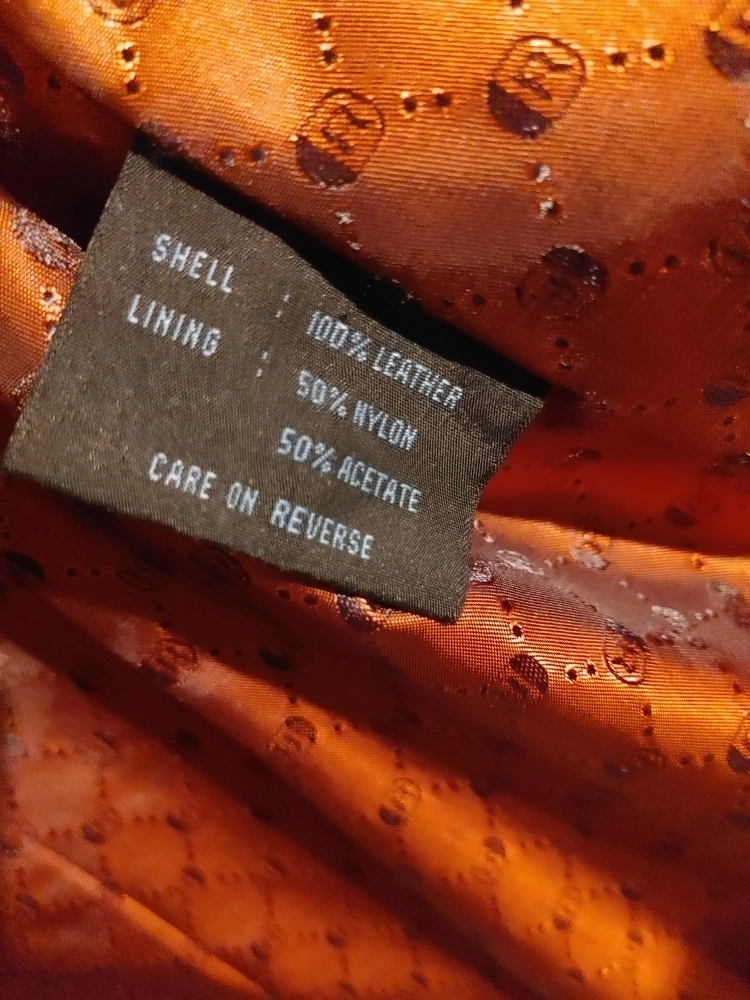 SHELL : 100% LEATHER
LINING : 50% NYLON
50% ACETATE
CARE ON REVERSE